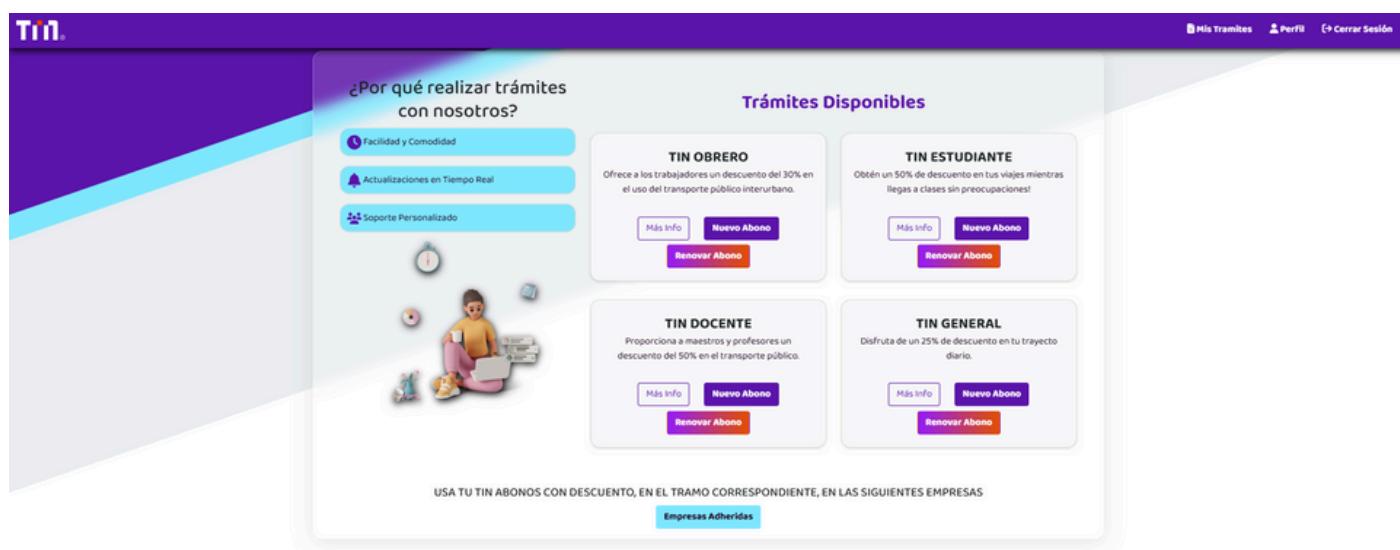 Tin.
Mis Tramites
Perfil
Cerrar Sesión
¿Por qué realizar trámites
con nosotros?
Facilidad y Comodidad
Actualizaciones en Tiempo Real
Soporte Personalizado
Trámites Disponibles
TIN OBRERO
Ofrece a los trabajadores un descuento del 30% en
el uso del transporte público interurbano.
Más Info
Nuevo Abono
Renovar Abono
TIN ESTUDIANTE
Obtén un 50% de descuento en tus viajes mientras
llegas a clases sin preocupaciones!
Más Info
Nuevo Abono
Renovar Abono
TIN DOCENTE
Proporciona a maestros y profesores un
descuento del 50% en el transporte público.
Más Info
Nuevo Abono
Renovar Abono
TIN GENERAL
Disfruta de un 25% de descuento en tu trayecto
diario.
Más Info
Nuevo Abono
Renovar Abono
USA TU TIN ABONOS CON DESCUENTO, EN EL TRAMO CORRESPONDIENTE, EN LAS SIGUIENTES EMPRESAS
Empresas Adheridas